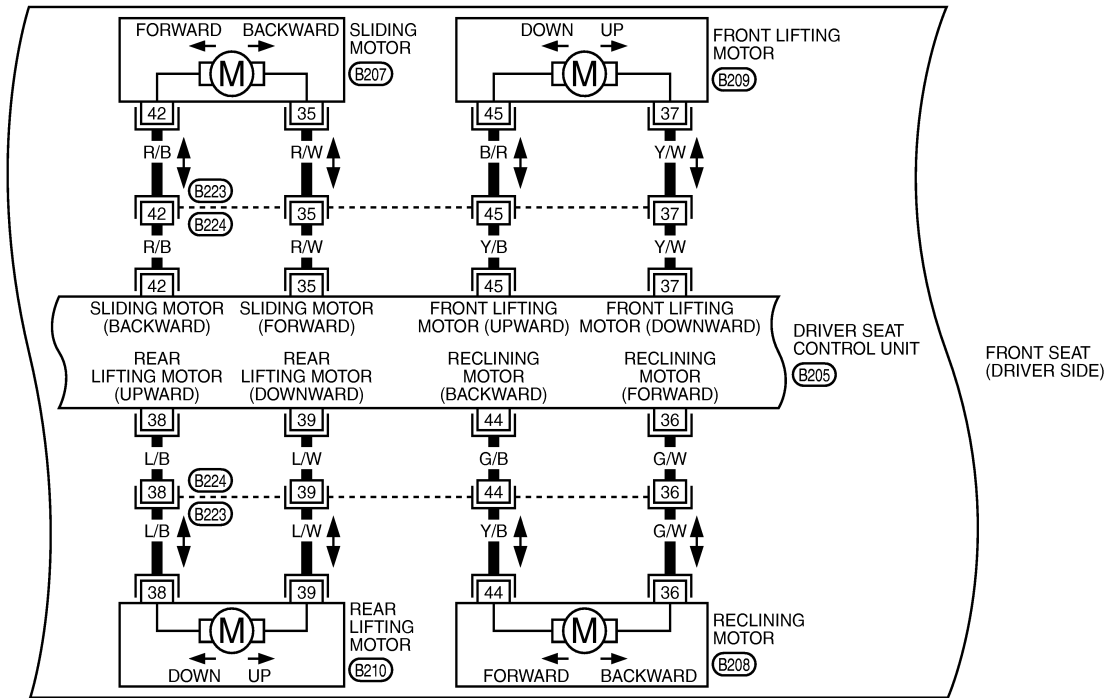 FORWARD BACKWARD
SLIDING
MOTOR
M
B207
DOWN UP
FRONT LIFTING
MOTOR
M
B209
42 35 45 37
R/B R/W B/R Y/W
B223
42 35 45 37
B224
R/B R/W Y/B Y/W
42 35 45 37
SLIDING MOTOR
(BACKWARD)
SLIDING MOTOR
(FORWARD)
FRONT LIFTING
MOTOR (UPWARD)
FRONT LIFTING
MOTOR (DOWNWARD)
DRIVER SEAT
CONTROL UNIT
B205
FRONT SEAT
(DRIVER SIDE)
REAR
LIFTING MOTOR
(UPWARD)
REAR
LIFTING MOTOR
(DOWNWARD)
RECLINING
MOTOR
(BACKWARD)
RECLINING
MOTOR
(FORWARD)
38 39 44 36
L/B L/W G/B G/W
B224
38 39 44 36
B223
L/B L/W Y/B G/W
38 39 44 36
M
DOWN UP
REAR
LIFTING
MOTOR
B210
M
FORWARD BACKWARD
RECLINING
MOTOR
B208